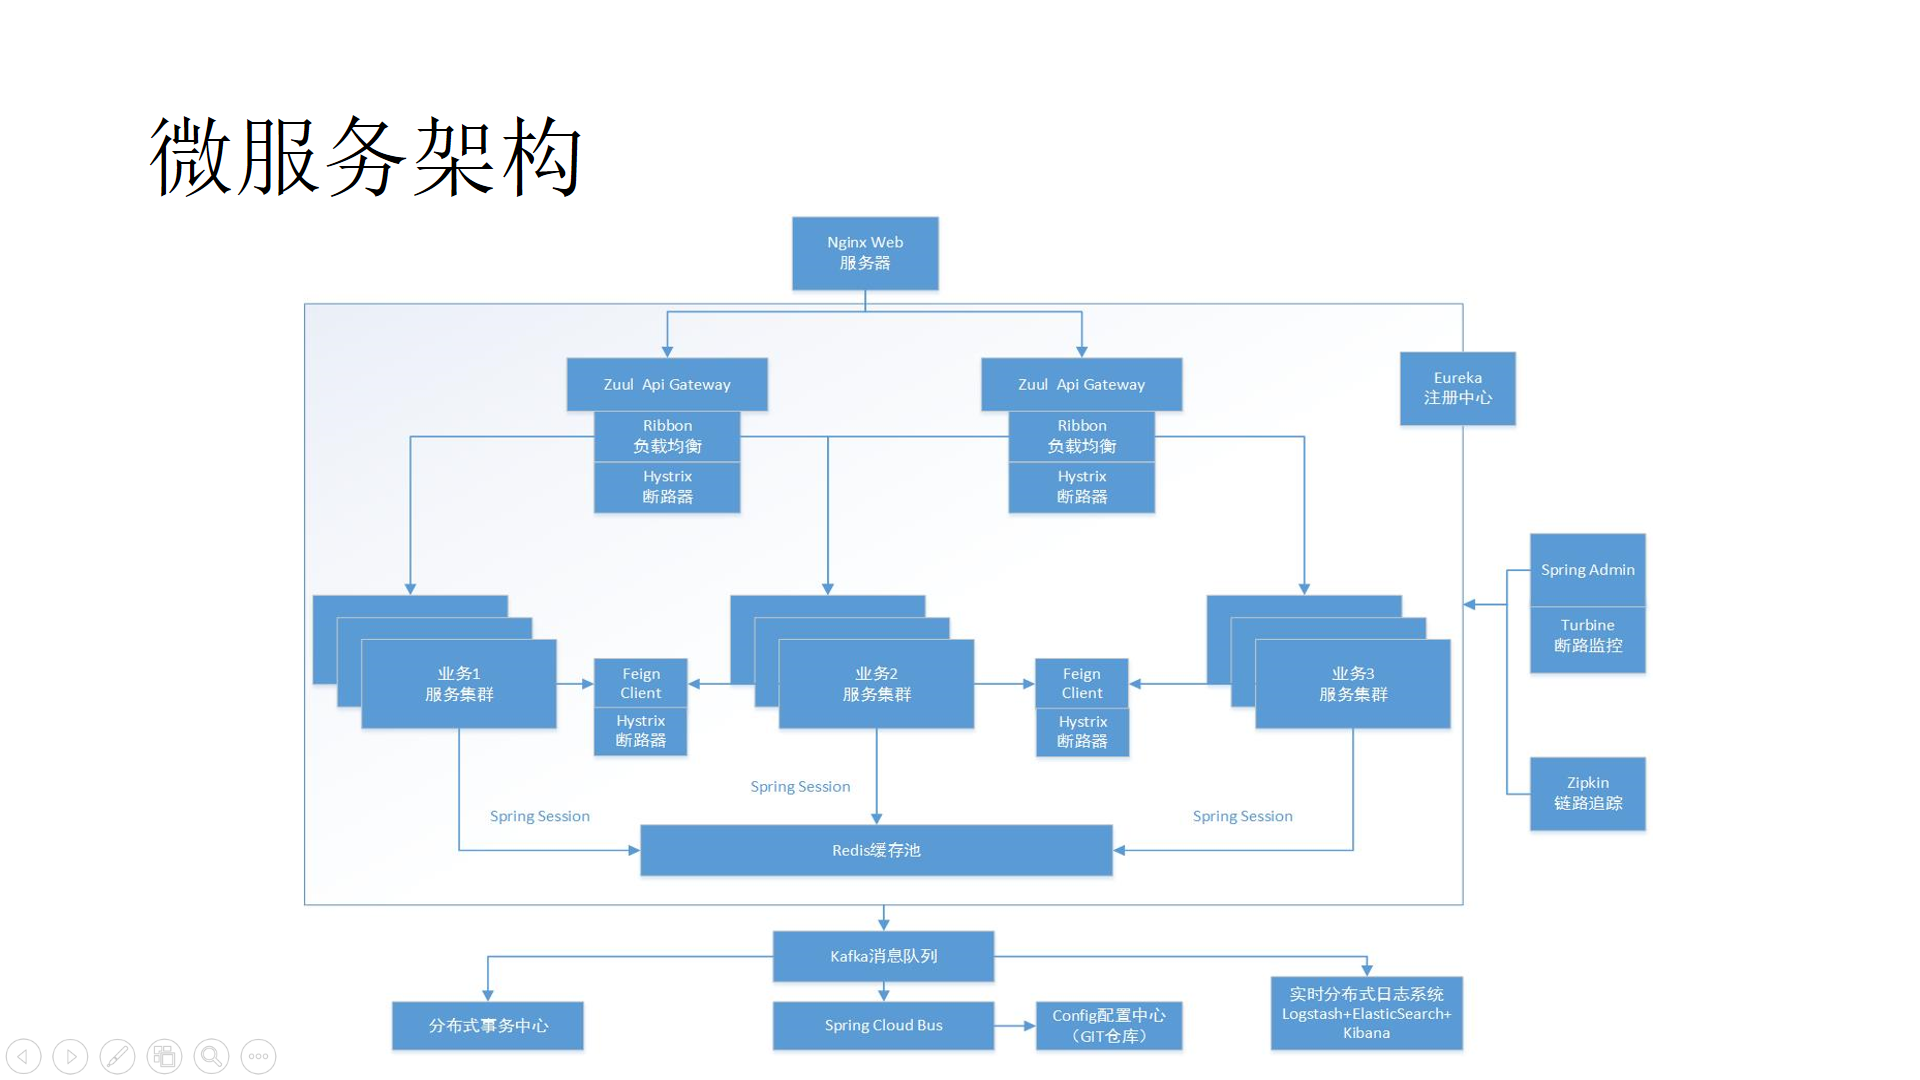 微服务架构
Nginx Web
服务器
Zuul  Api Gateway
Ribbon
负载均衡
Hystrix
断路器
Zuul  Api Gateway
Ribbon
负载均衡
Hystrix
断路器
Eureka
注册中心
Spring Admin
Turbine
断路监控
Zipkin
链路追踪
业务1
服务集群
Feign
Client
Hystrix
断路器
业务2
服务集群
Feign
Client
Hystrix
断路器
业务3
服务集群
Spring Session
Spring Session
Spring Session
Redis缓存池
Kafka消息队列
分布式事务中心
Spring Cloud Bus
Config配置中心
（GIT仓库）
实时分布式日志系统
Logstash+ElasticSearch+
Kibana